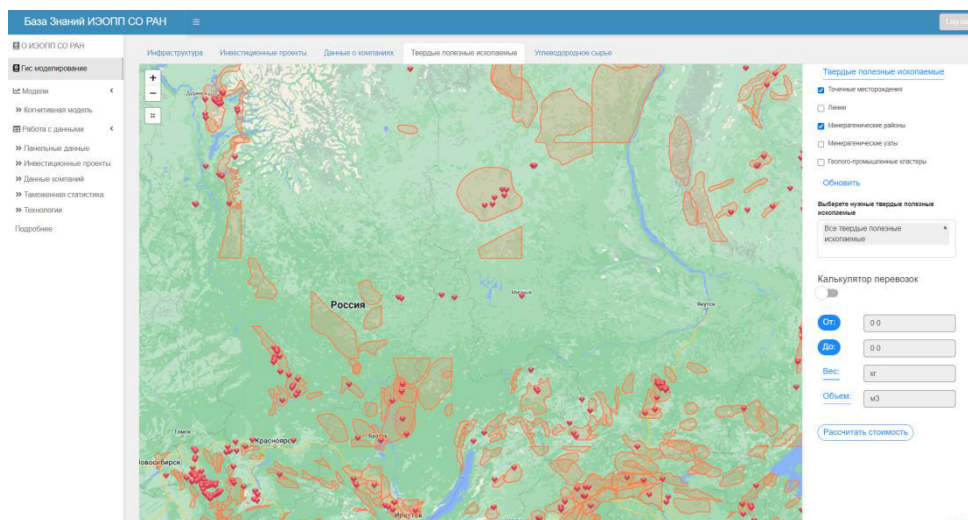 База Знаний ИЭОПП СО РАН
Log ou
О ИЭОПП СО РАН
Гис моделирование
Модели
Когнитивная модель
Работа с данными
Панельные данные
Инвестиционные проекты
Данные компаний
Таможенная статистика
Технологии
Подробнее
Инфраструктура Инвестиционные проекты Данные о компаниях Твердые полезные ископаемые Углеводородное сырье
+
−
Россия
Мирный
Якутск
Томск
Красноярск
Новосибирск
Братск
Иркутск
Твердые полезные ископаемые
Точечные месторождения
Линии
Минерагенические районы
Минерагенические узлы
Геолого-промышленные кластеры
Обновить
Выберете нужные твердые полезные
ископаемые
Все твердые полезные
ископаемые
×
Калькулятор перевозок
От: 0 0
До: 0 0
Вес: кг
Объем: м3
Рассчитать стоимость